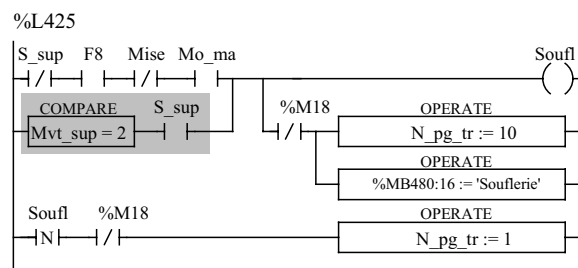 %L425
S_sup F8 Mise Mo_ma Soufl
COMPARE S_sup %M18 OPERATE
Mvt_sup = 2 N_pg_tr := 10
OPERATE
%MB480:16 := 'Souflerie'
Soufl %M18 OPERATE
N N_pg_tr := 1